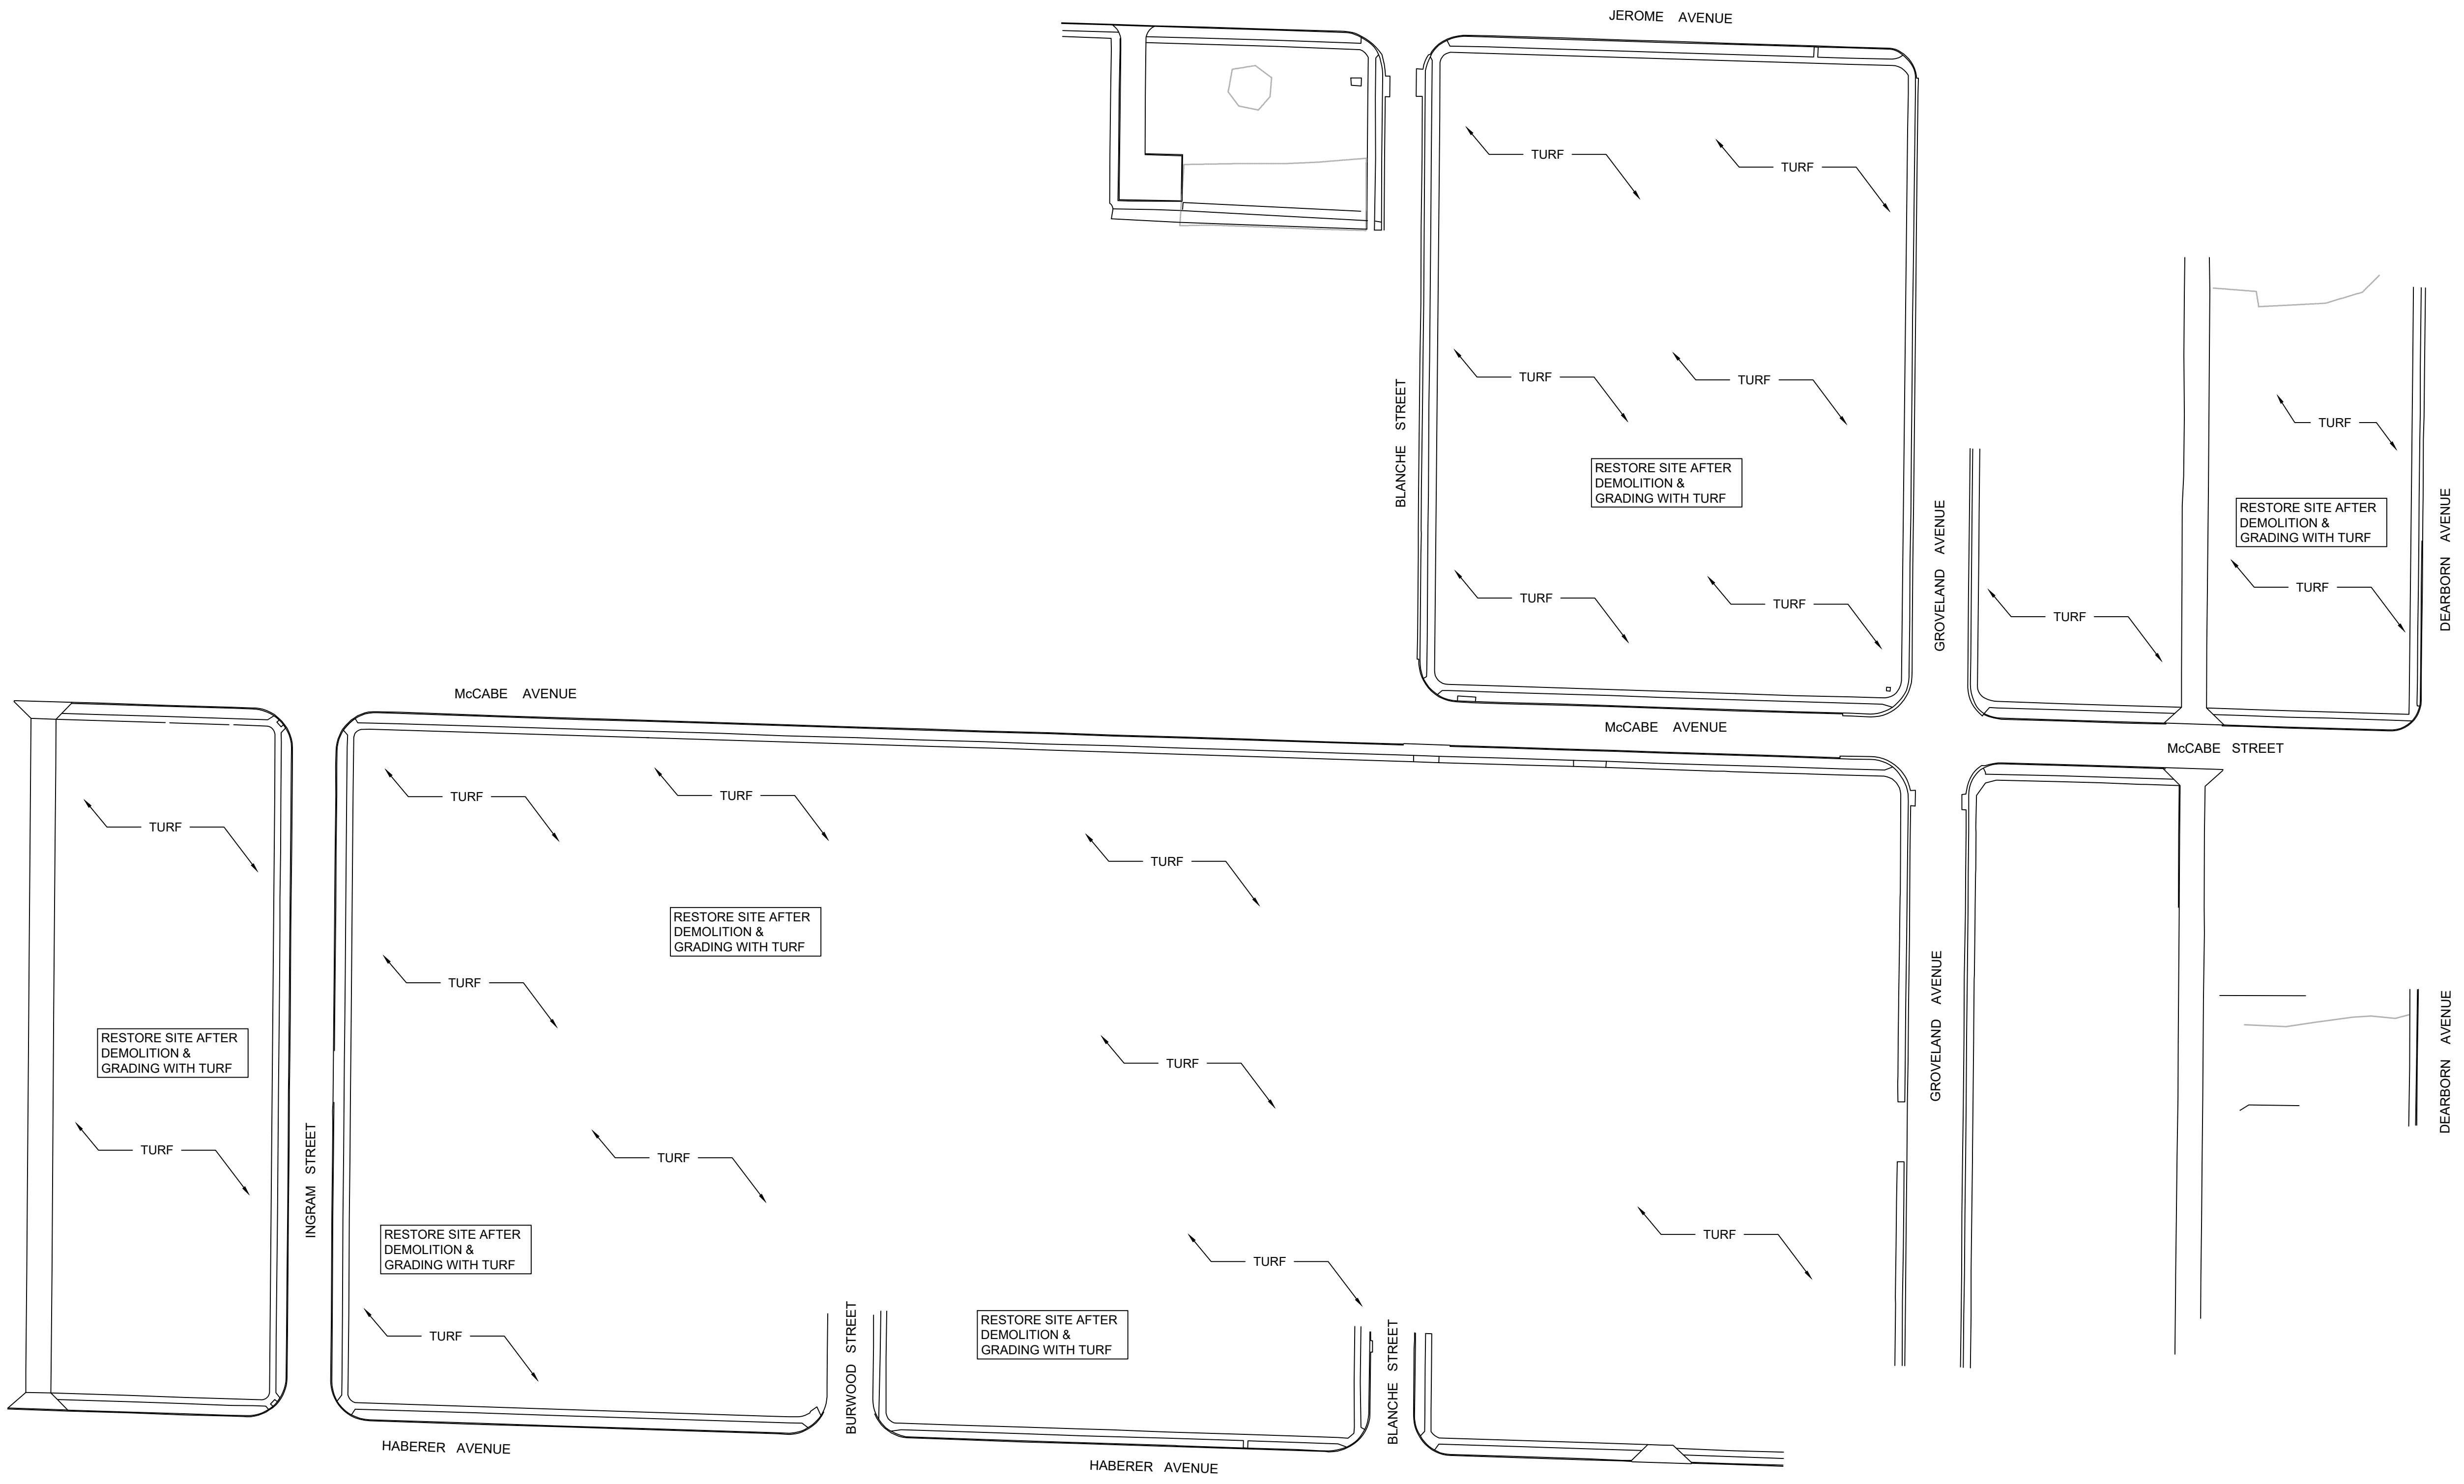 JEROME AVENUE
TURF
TURF
TURF
TURF
BLANCHE STREET
TURF
RESTORE SITE AFTER
DEMOLITION &
GRADING WITH TURF
RESTORE SITE AFTER
DEMOLITION &
GRADING WITH TURF
GROVELAND AVENUE
DEARBORN AVENUE
TURF
TURF
TURF
TURF
McCABE AVENUE
McCABE AVENUE
McCABE STREET
TURF
TURF
TURF
TURF
RESTORE SITE AFTER
DEMOLITION &
GRADING WITH TURF
TURF
RESTORE SITE AFTER
DEMOLITION &
GRADING WITH TURF
GROVELAND AVENUE
DEARBORN AVENUE
TURF
TURF
TURF
INGRAM STREET
RESTORE SITE AFTER
DEMOLITION &
GRADING WITH TURF
TURF
TURF
RESTORE SITE AFTER
DEMOLITION &
GRADING WITH TURF
TURF
BURWOOD STREET
BLANCHE STREET
HABERER AVENUE
HABERER AVENUE